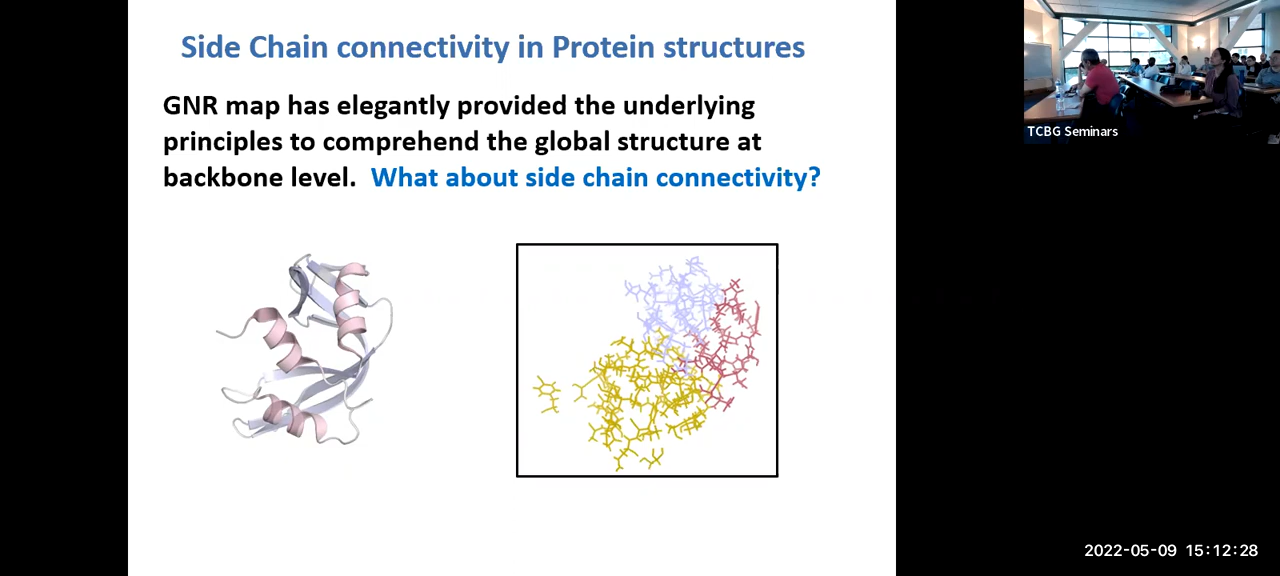 Side Chain connectivity in Protein structures
GNR map has elegantly provided the underlying
principles to comprehend the global structure at
backbone level.  What about side chain connectivity?
TCBG Seminars
2022-05-09 15:12:28